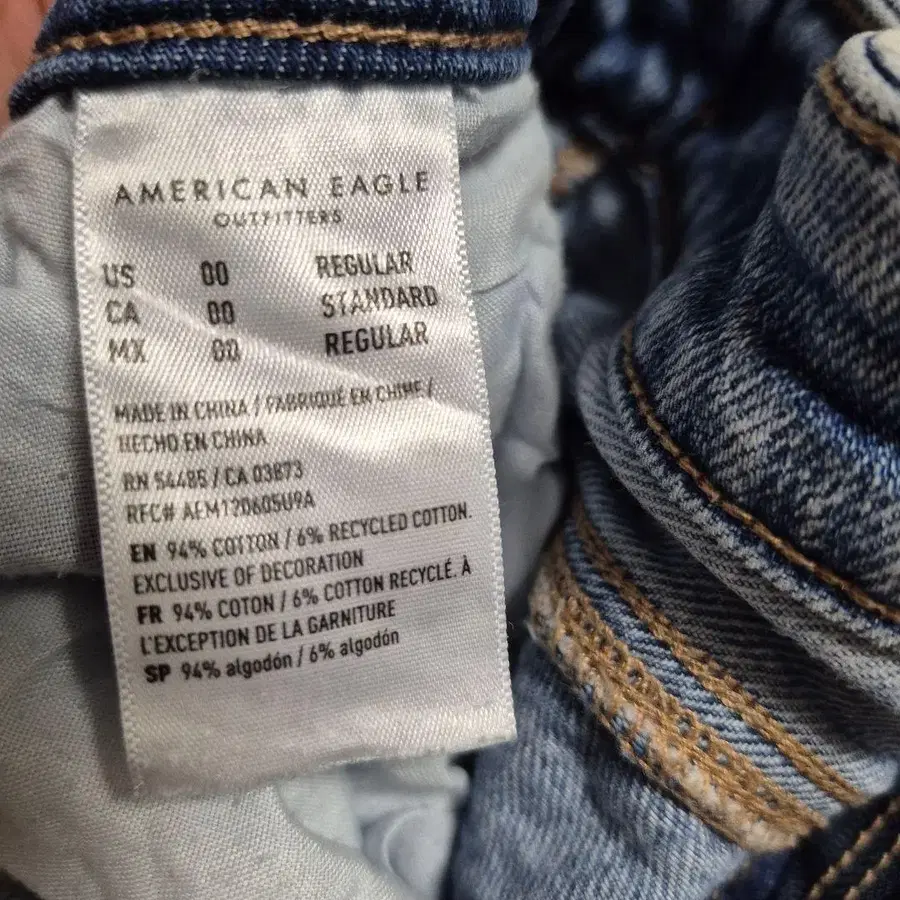 AMERICAN EAGLE
OUTFITTERS
US 00 REGULAR
CA 00 STANDARD
MX 00 REGULAR
MADE IN CHINA / FABRIQUÉ EN CHINE /
HECHO EN CHINA
RN 54485 / CA 03873
RFC# AEM120605U9A
EN 94% COTTON / 6% RECYCLED COTTON.
EXCLUSIVE OF DECORATION
FR 94% COTON / 6% COTON RECYCLÉ. À
L'EXCEPTION DE LA GARNITURE
SP 94% algodón / 6% algodón